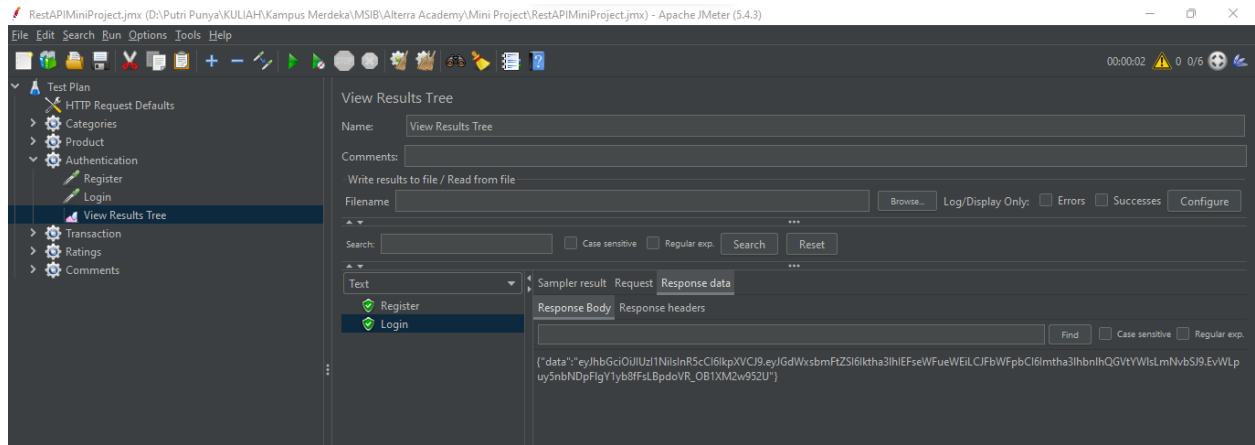 RestAPIMiniProject.jmx (D:\Putri Punya\KULIAH\Kampus Merdeka\MSIB\Alterra Academy\Mini Project\RestAPIMiniProject.jmx) - Apache JMeter (5.4.3)
File Edit Search Run Options Tools Help
00:00:02 0 0/6
Test Plan
HTTP Request Defaults
Categories
Product
Authentication
Register
Login
View Results Tree
Transaction
Ratings
Comments
View Results Tree
Name: View Results Tree
Comments:
Write results to file / Read from file
Filename Browse... Log/Display Only: Errors Successes Configure
Search: Case sensitive Regular exp. Search Reset
Text
Register
Login
Sampler result Request Response data
Response Body Response headers
Find Case sensitive Regular exp.
{"data":"